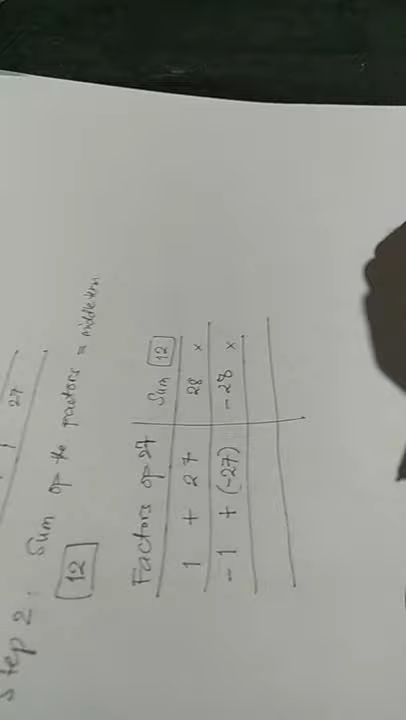 27
Step 2: Sum of the Factors = middle term
12
Factors of 27 Sum 12
1 + 27 28 x
-1 + (-27) -28 x